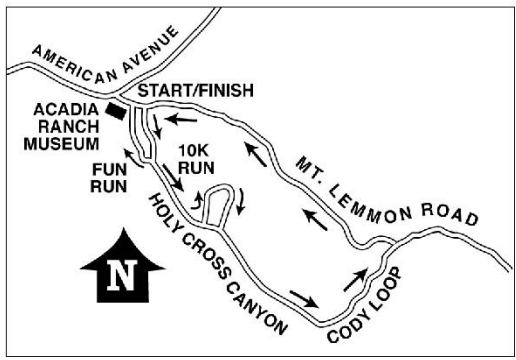 AMERICAN AVENUE
START/FINISH
ACADIA
RANCH
MUSEUM
10K
RUN
FUN
RUN
MT. LEMMON ROAD
HOLY CROSS CANYON
CODY LOOP
N